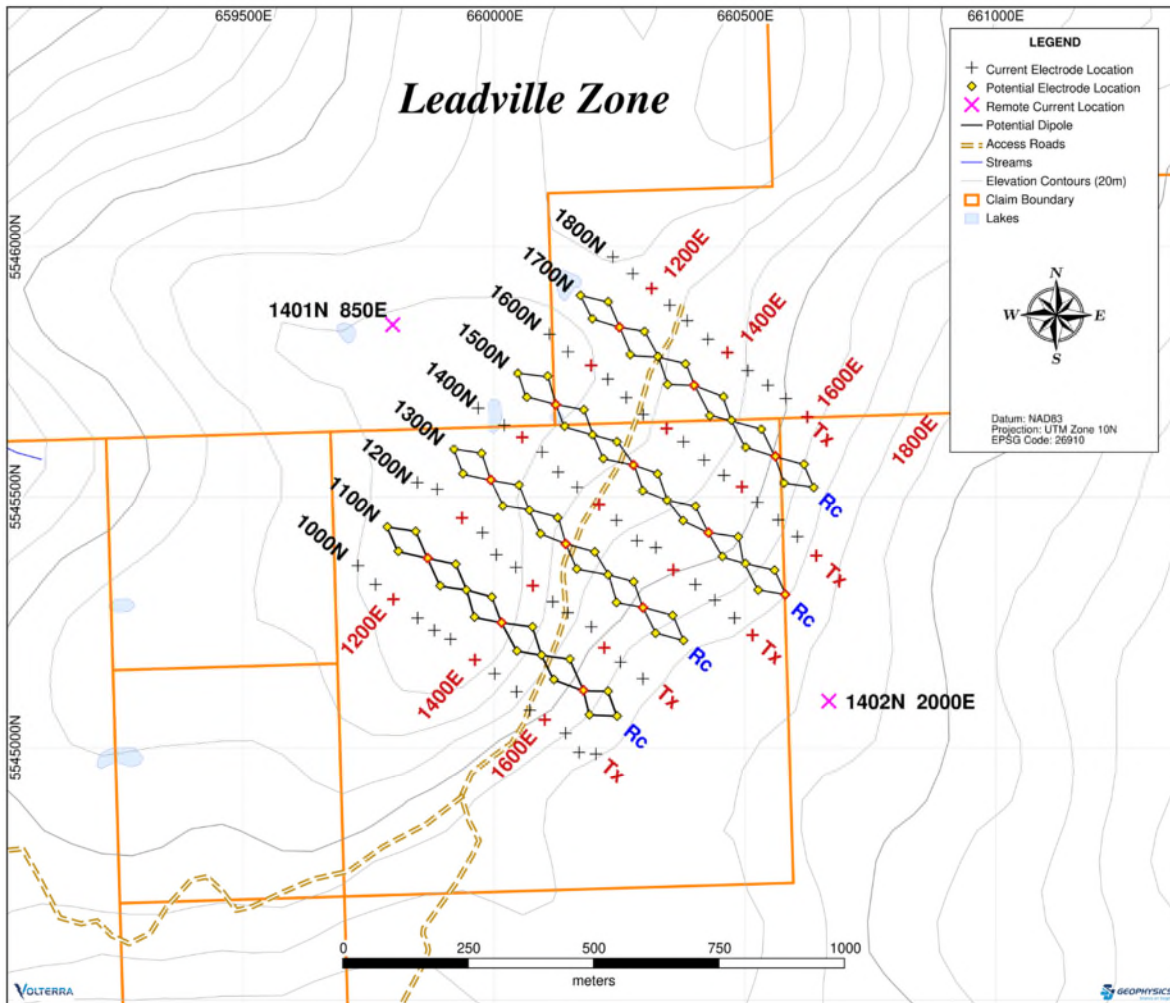 659500E 660000E 660500E 661000E
Leadville Zone
LEGEND
Current Electrode Location
Potential Electrode Location
Remote Current Location
Potential Dipole
Access Roads
Streams
Elevation Contours (20m)
Claim Boundary
Lakes
N
W E
S
Datum: NAD83
Projection: UTM Zone 10N
EPSG Code: 26910
5546000N
5545500N
5545000N
1800N
1700N
1600N
1500N
1400N
1300N
1200N
1100N
1000N
1401N 850E
1200E
1400E
1600E
1800E
Tx
Rc
Tx
Rc
Tx
Rc
Tx
Rc
Tx
1200E
1400E
1600E
1402N 2000E
0 250 500 750 1000
meters
VOLTERRA
GEOPHYSICS